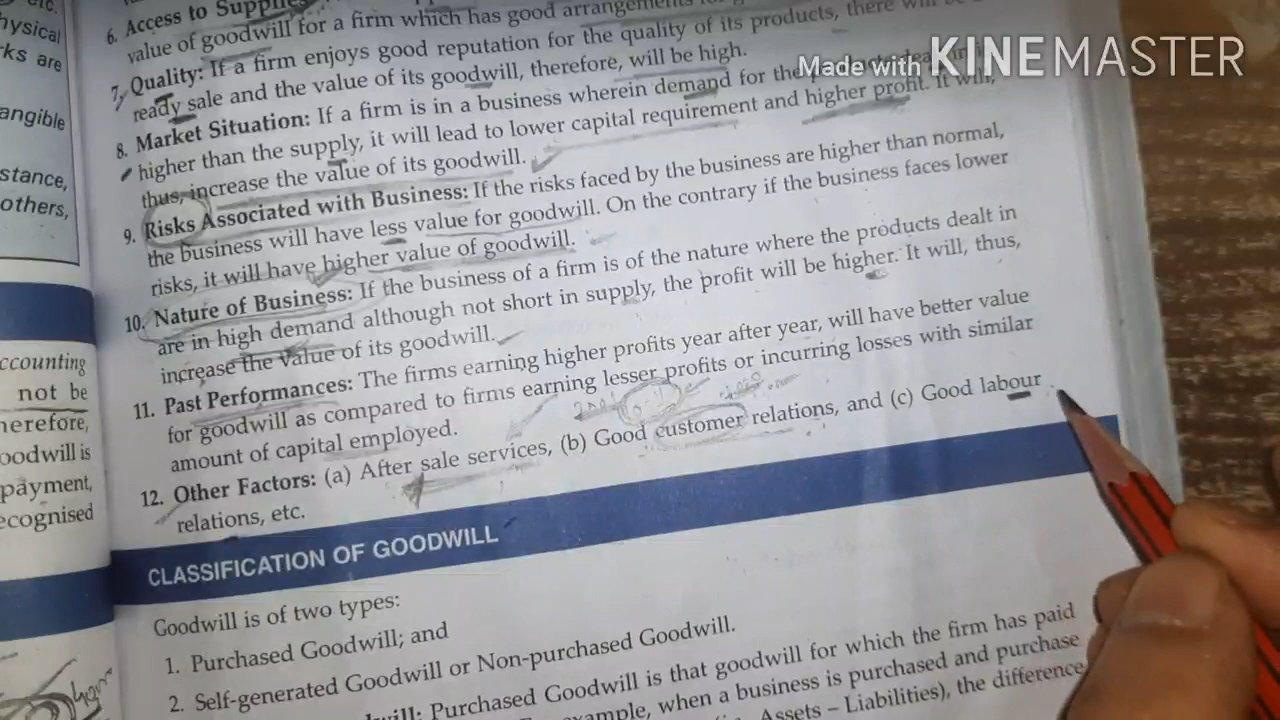 etc.
hysical
ks are
angible
stance,
others,
ccounting
not be
herefore,
oodwill is
payment,
ecognised
6. Access to Supplies
value of goodwill for a firm which has good arrangements
7. Quality: If a firm enjoys good reputation for the quality of its products, there will be
ready sale and the value of its goodwill, therefore, will be high.
8. Market Situation: If a firm is in a business wherein demand for the
higher than the supply, it will lead to lower capital requirement and higher profit. It will,
thus, increase the value of its goodwill.
9. Risks Associated with Business: If the risks faced by the business are higher than normal,
the business will have less value for goodwill. On the contrary if the business faces lower
risks, it will have higher value of goodwill.
10. Nature of Business: If the business of a firm is of the nature where the products dealt in
are in high demand although not short in supply, the profit will be higher. It will, thus,
increase the value of its goodwill.
11. Past Performances: The firms earning higher profits year after year, will have better value
for goodwill as compared to firms earning lesser profits or incurring losses with similar
amount of capital employed.
12. Other Factors: (a) After sale services, (b) Good customer relations, and (c) Good labour
relations, etc.
CLASSIFICATION OF GOODWILL
Goodwill is of two types:
1. Purchased Goodwill; and
2. Self-generated Goodwill or Non-purchased Goodwill.
will: Purchased Goodwill is that goodwill for which the firm has paid
example, when a business is purchased and purchase
Assets – Liabilities), the difference
Made with KINEMASTER